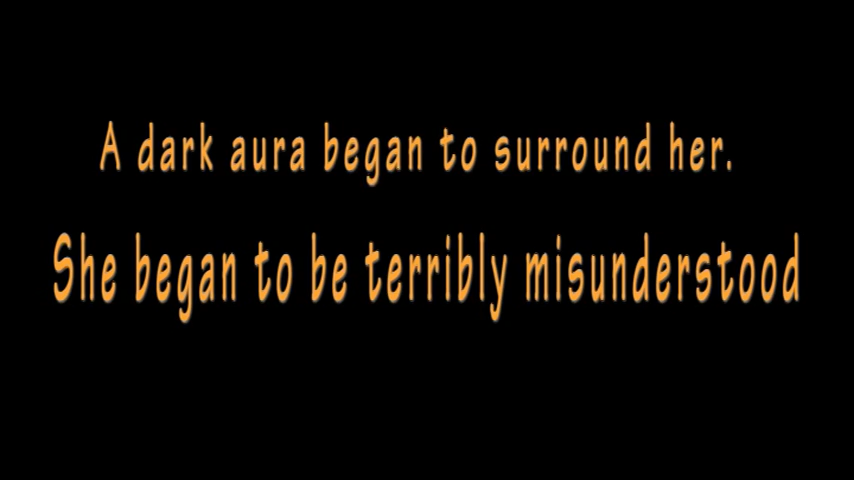 A dark aura began to surround her.
She began to be terribly misunderstood